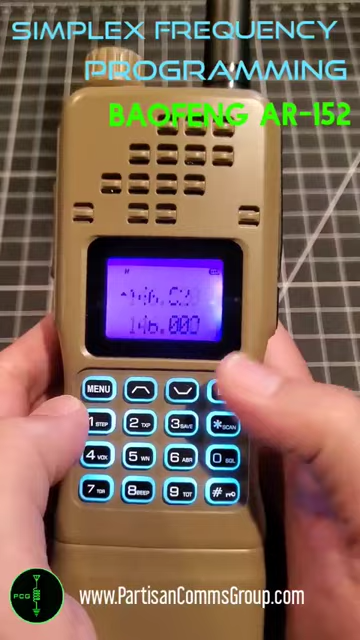 SIMPLEX FREQUENCY
PROGRAMMING
BAOFENG AR-152
146.000
MENU
1 STEP 2 TXP 3 SAVE * SCAN
4 VOX 5 WN 6 ABR 0 SQL
7 TDR 8 BEEP 9 TOT #
PCG
www.PartisanCommsGroup.com